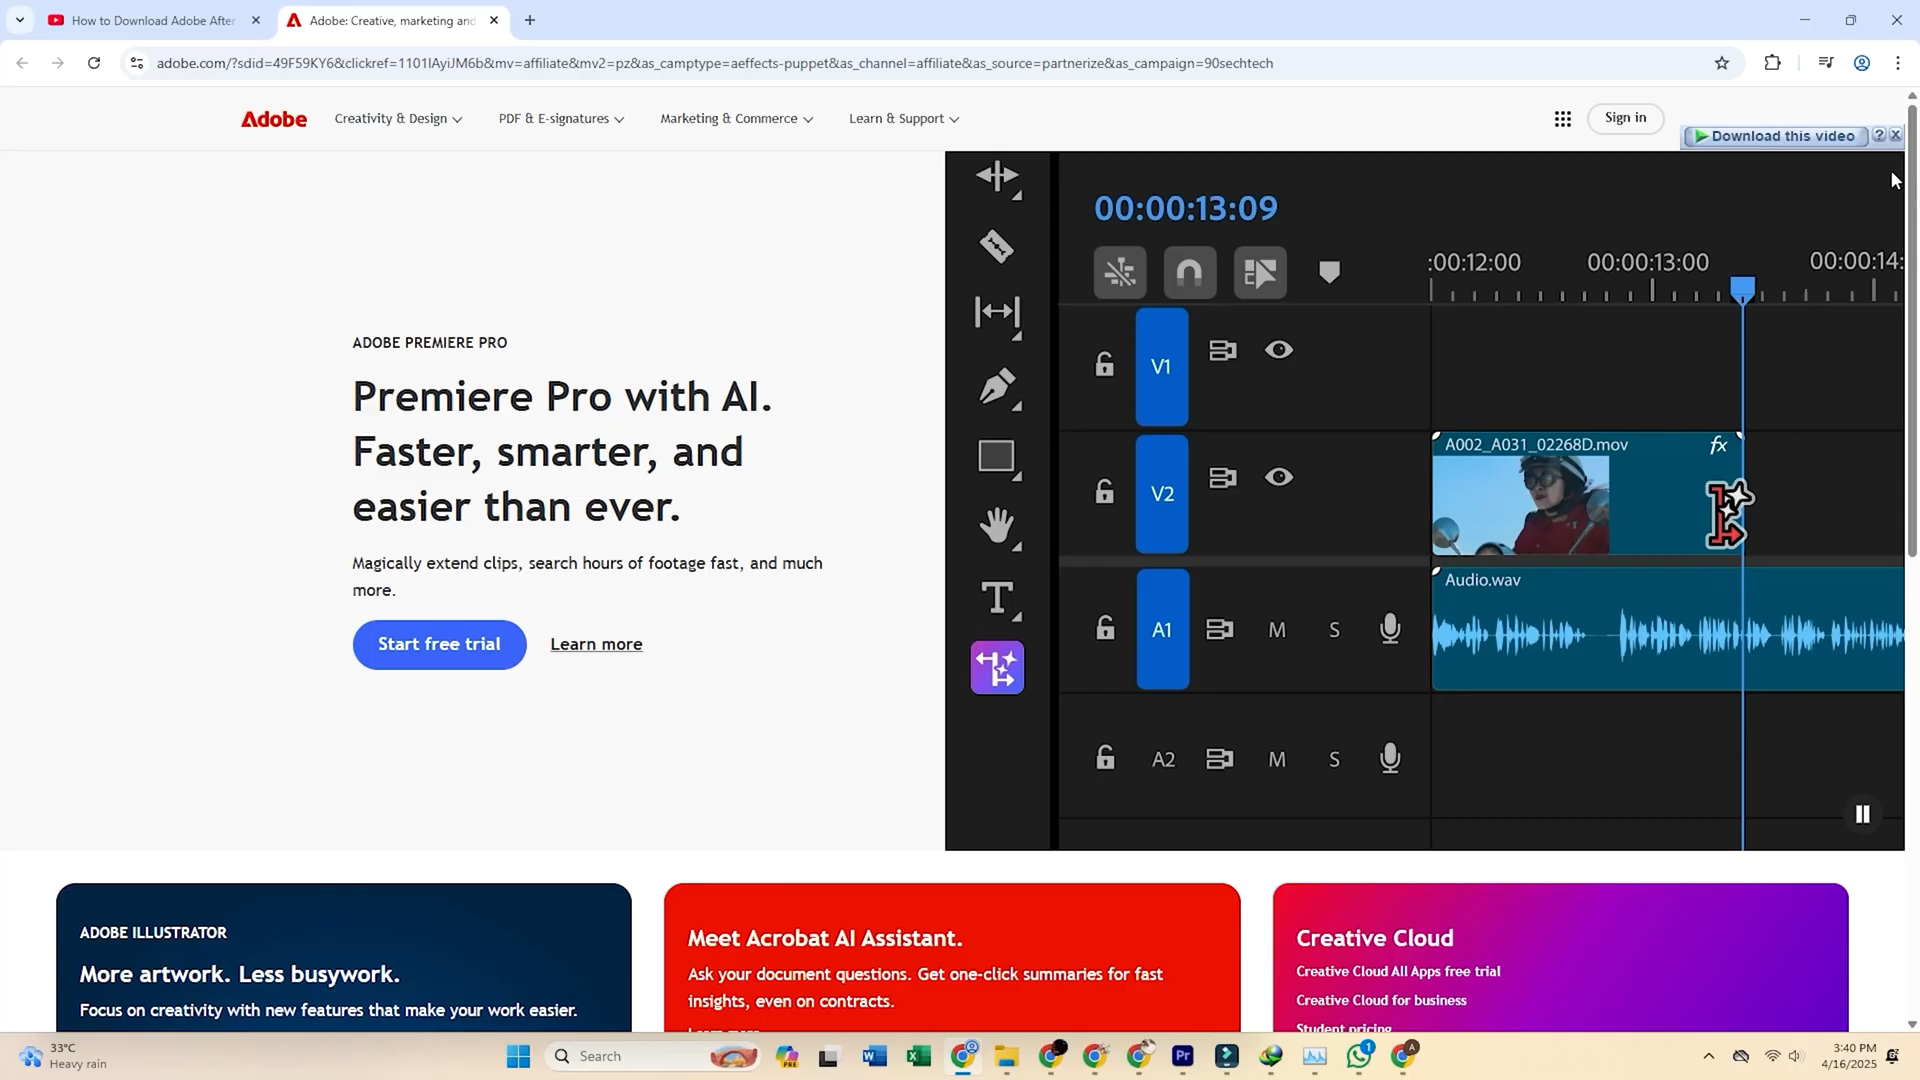 How to Download Adobe After
Adobe: Creative, marketing and
adobe.com/?sdid=49F59KY6&clickref=1101lAyiJM6b&mv=affiliate&mv2=pz&as_camptype=aeffects-puppet&as_channel=affiliate&as_source=partnerize&as_campaign=90sechtech
Adobe
Creativity & Design
PDF & E-signatures
Marketing & Commerce
Learn & Support
Sign in
Download this video
?
00:00:13:09
:00:12:00
00:00:13:00
00:00:14:
ADOBE PREMIERE PRO
Premiere Pro with AI.
Faster, smarter, and
easier than ever.
Magically extend clips, search hours of footage fast, and much
more.
Start free trial
Learn more
V1
V2
A002_A031_02268D.mov
fx
Audio.wav
A1
M
S
A2
M
S
ADOBE ILLUSTRATOR
More artwork. Less busywork.
Focus on creativity with new features that make your work easier.
Meet Acrobat AI Assistant.
Ask your document questions. Get one-click summaries for fast
insights, even on contracts.
Learn more
Creative Cloud
Creative Cloud All Apps free trial
Creative Cloud for business
Student pricing
33°C
Heavy rain
Search
PRE
Pr
1
3:40 PM
4/16/2025